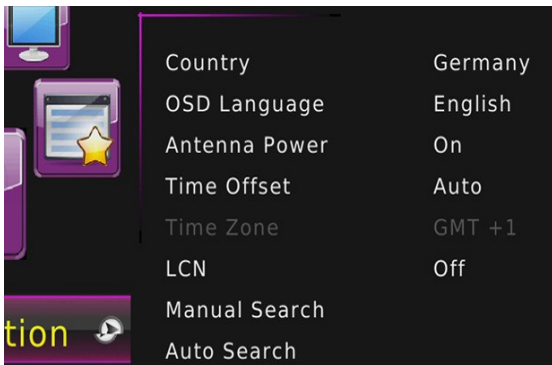 Country Germany
OSD Language English
Antenna Power On
Time Offset Auto
Time Zone GMT +1
LCN Off
Manual Search
tion
Auto Search